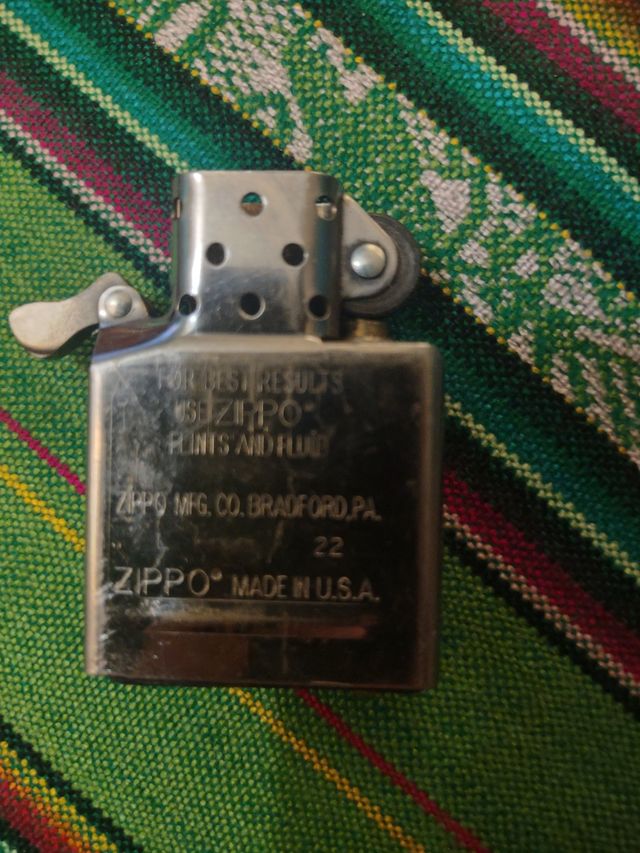 FOR BEST RESULTS
USE ZIPPO®
FLINTS AND FLUID
ZIPPO MFG. CO. BRADFORD, PA.
22
ZIPPO® MADE IN U.S.A.